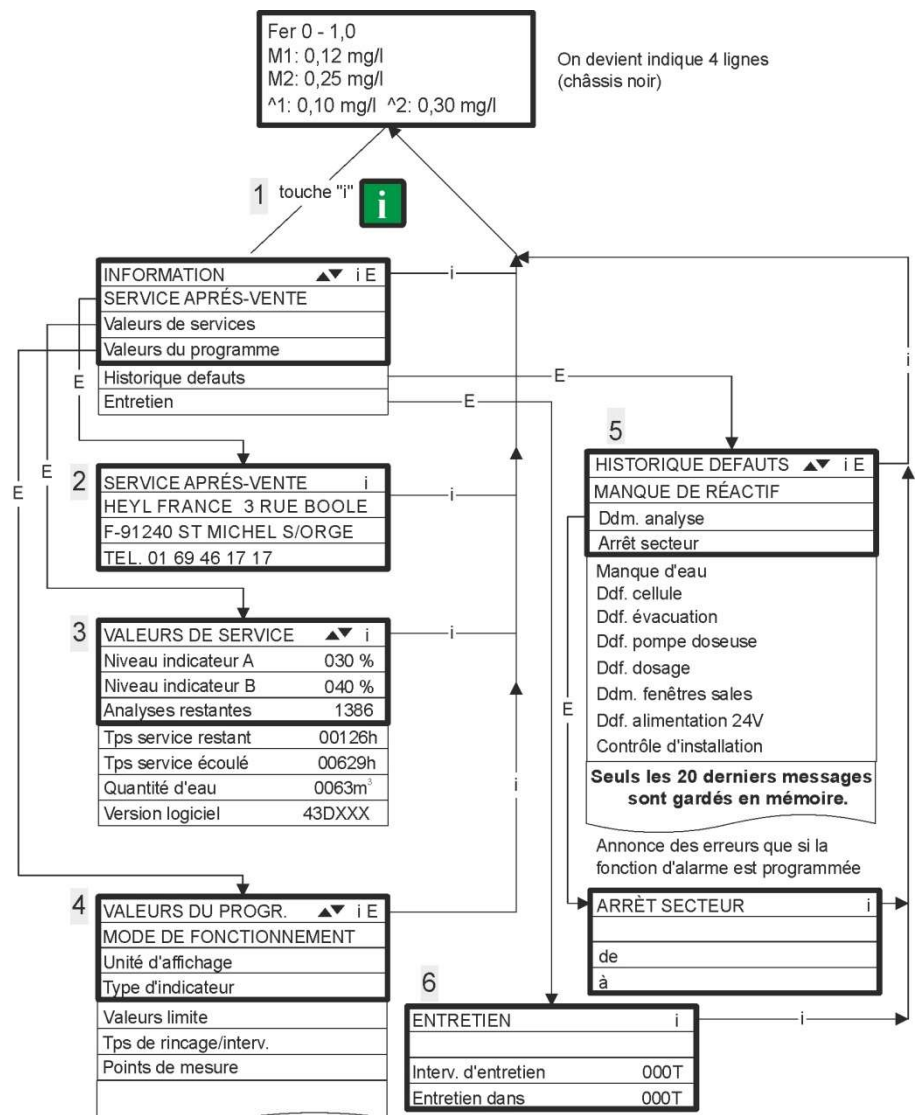 Fer 0 - 1,0
M1: 0,12 mg/l
M2: 0,25 mg/l
^1: 0,10 mg/l ^2: 0,30 mg/l
On devient indique 4 lignes
(châssis noir)
1 touche "i"
i
INFORMATION ▲▼ i E
SERVICE APRÉS-VENTE
Valeurs de services
Valeurs du programme
Historique defauts
Entretien
i
E
E
E
E
E
2
SERVICE APRÉS-VENTE i
HEYL FRANCE 3 RUE BOOLE
F-91240 ST MICHEL S/ORGE
TEL. 01 69 46 17 17
i
3
VALEURS DE SERVICE ▲▼ i
Niveau indicateur A 030 %
Niveau indicateur B 040 %
Analyses restantes 1386
Tps service restant 00126h
Tps service écoulé 00629h
Quantité d'eau 0063m³
Version logiciel 43DXXX
i
i
4
VALEURS DU PROGR. ▲▼ i E
MODE DE FONCTIONNEMENT
Unité d'affichage
Type d'indicateur
Valeurs limite
Tps de rincage/interv.
Points de mesure
5
HISTORIQUE DEFAUTS ▲▼ i E
MANQUE DE RÉACTIF
Ddm. analyse
Arrêt secteur
Manque d'eau
Ddf. cellule
Ddf. évacuation
Ddf. pompe doseuse
Ddf. dosage
Ddm. fenêtres sales
Ddf. alimentation 24V
Contrôle d'installation
Seuls les 20 derniers messages
sont gardés en mémoire.
Annonce des erreurs que si la
fonction d'alarme est programmée
i
E
ARRÈT SECTEUR i
de
à
6
ENTRETIEN i
Interv. d'entretien 000T
Entretien dans 000T
i